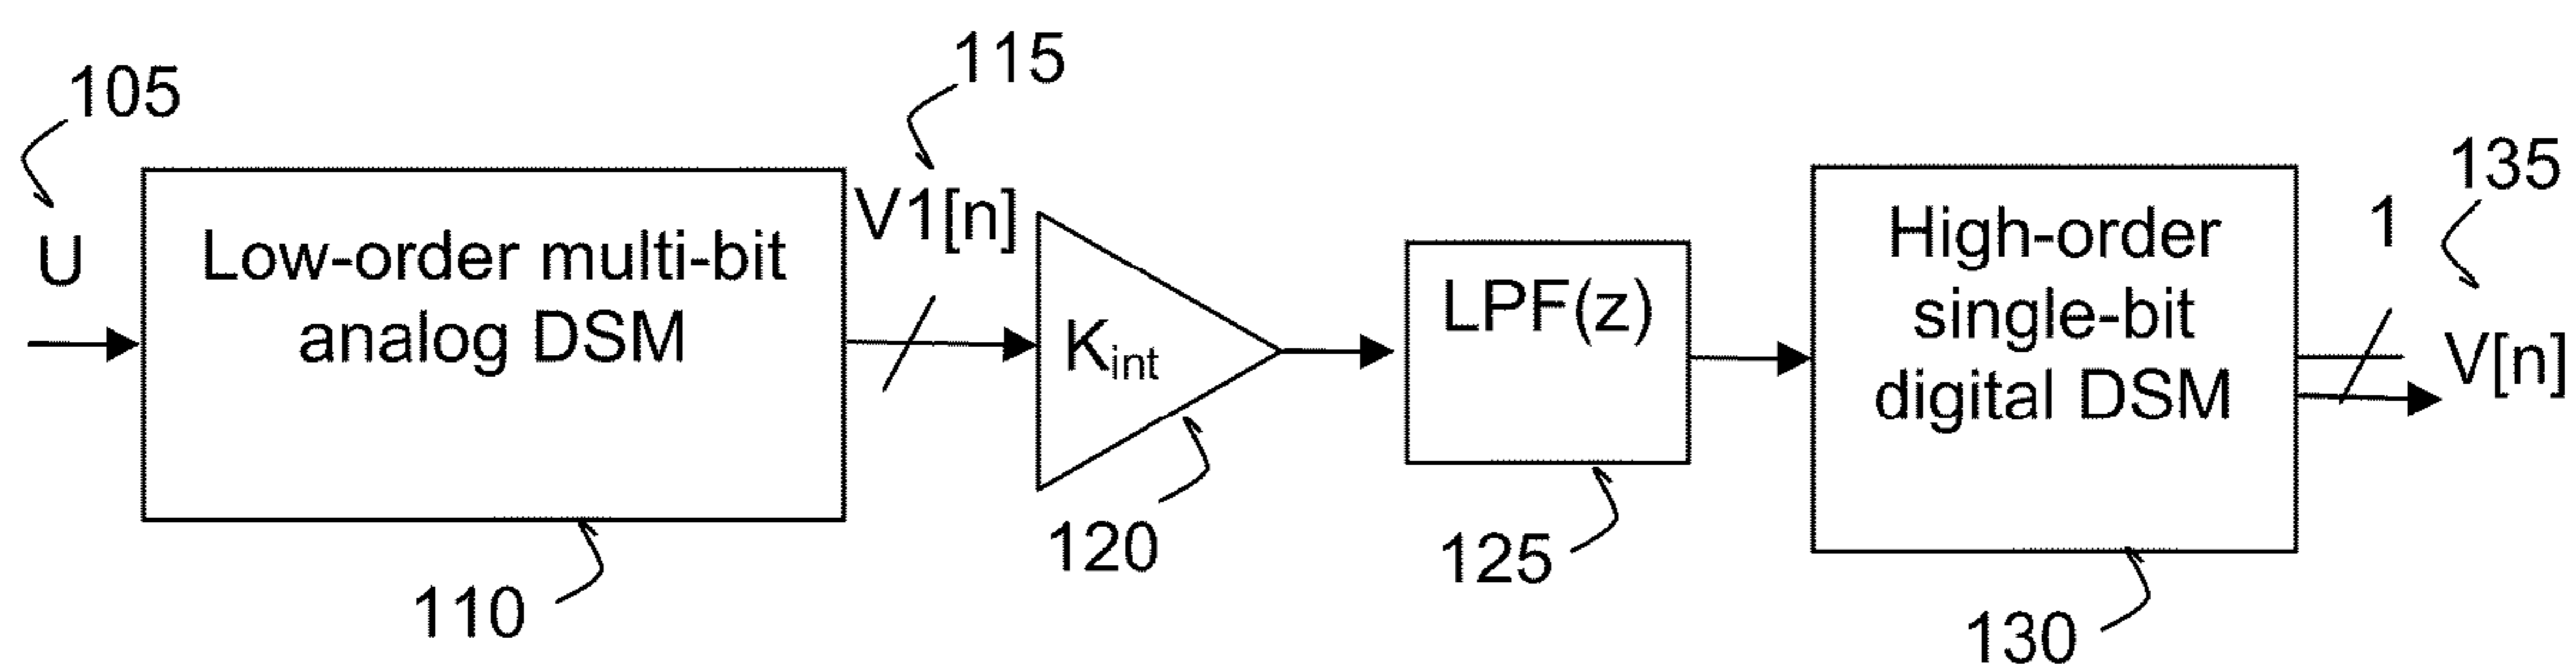 105
U
Low-order multi-bit
analog DSM
110
115
V1[n]
Kint
120
LPF(z)
125
High-order
single-bit
digital DSM
130
1
135
V[n]